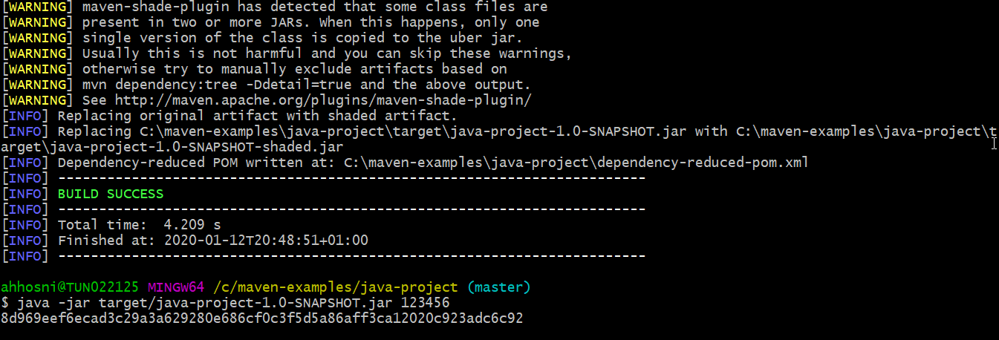 [WARNING] maven-shade-plugin has detected that some class files are
[WARNING] present in two or more JARs. When this happens, only one
[WARNING] single version of the class is copied to the uber jar.
[WARNING] Usually this is not harmful and you can skip these warnings,
[WARNING] otherwise try to manually exclude artifacts based on
[WARNING] mvn dependency:tree -Ddetail=true and the above output.
[WARNING] See http://maven.apache.org/plugins/maven-shade-plugin/
[INFO] Replacing original artifact with shaded artifact.
[INFO] Replacing C:\maven-examples\java-project\target\java-project-1.0-SNAPSHOT.jar with C:\maven-examples\java-project\t
arget\java-project-1.0-SNAPSHOT-shaded.jar
[INFO] Dependency-reduced POM written at: C:\maven-examples\java-project\dependency-reduced-pom.xml
[INFO] ------------------------------------------------------------------------
[INFO] BUILD SUCCESS
[INFO] ------------------------------------------------------------------------
[INFO] Total time:  4.209 s
[INFO] Finished at: 2020-01-12T20:48:51+01:00
[INFO] ------------------------------------------------------------------------
ahhosni@TUN022125 MINGW64 /c/maven-examples/java-project (master)
$ java -jar target/java-project-1.0-SNAPSHOT.jar 123456
8d969eef6ecad3c29a3a629280e686cf0c3f5d5a86aff3ca12020c923adc6c92